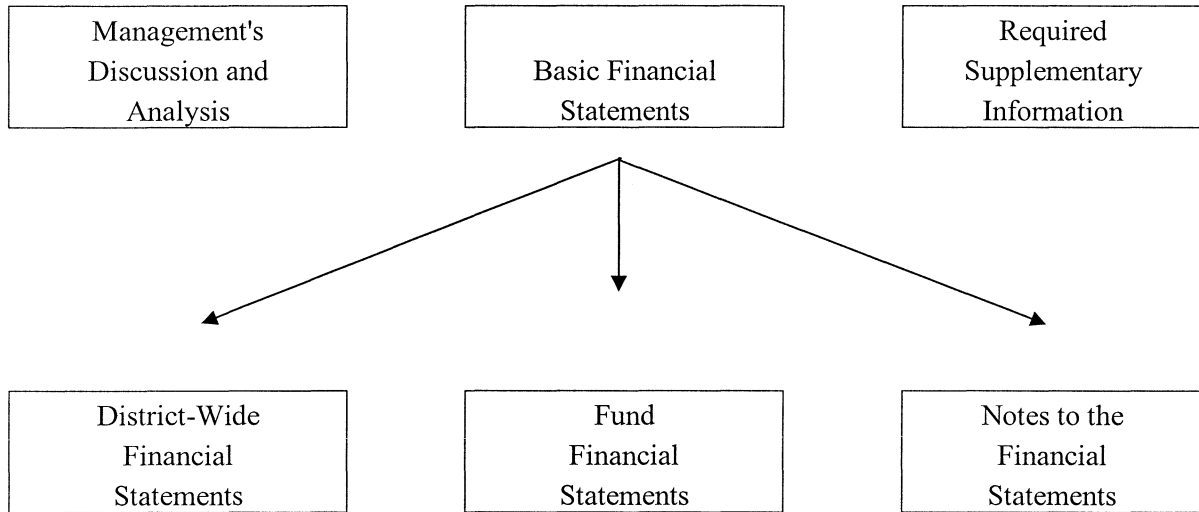 Management's
Discussion and
Analysis
Basic Financial
Statements
Required
Supplementary
Information
District-Wide
Financial
Statements
Fund
Financial
Statements
Notes to the
Financial
Statements